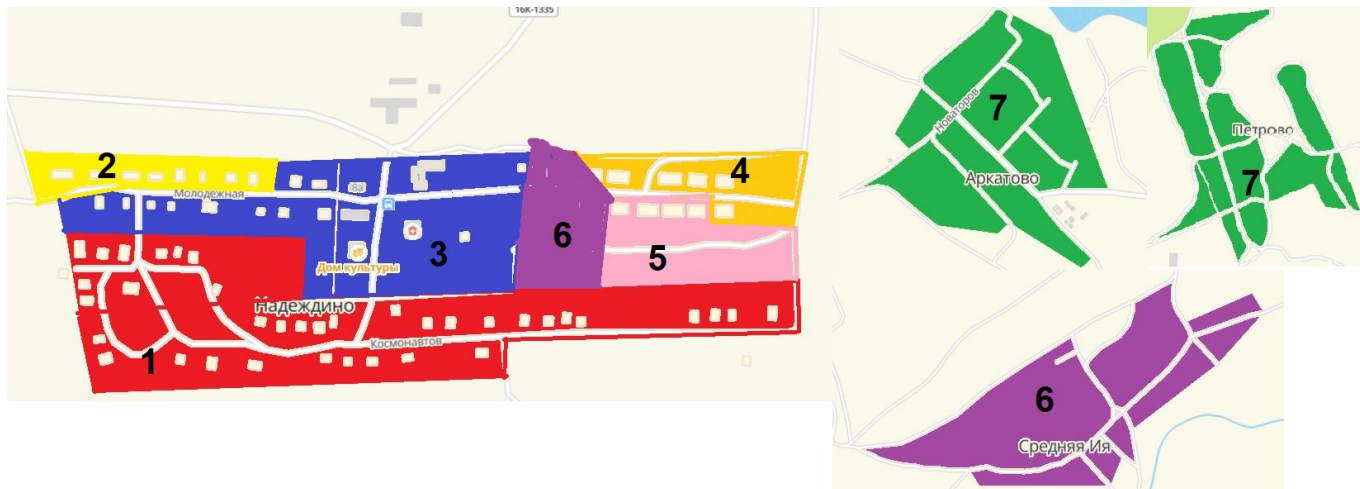 16К-1335
2
Молодежная
8а
1
4
6
3
5
Дом культуры
Надеждино
1
Космонавтов
7
Новаторов
Аркатово
Петрово
7
6
Средняя Ия